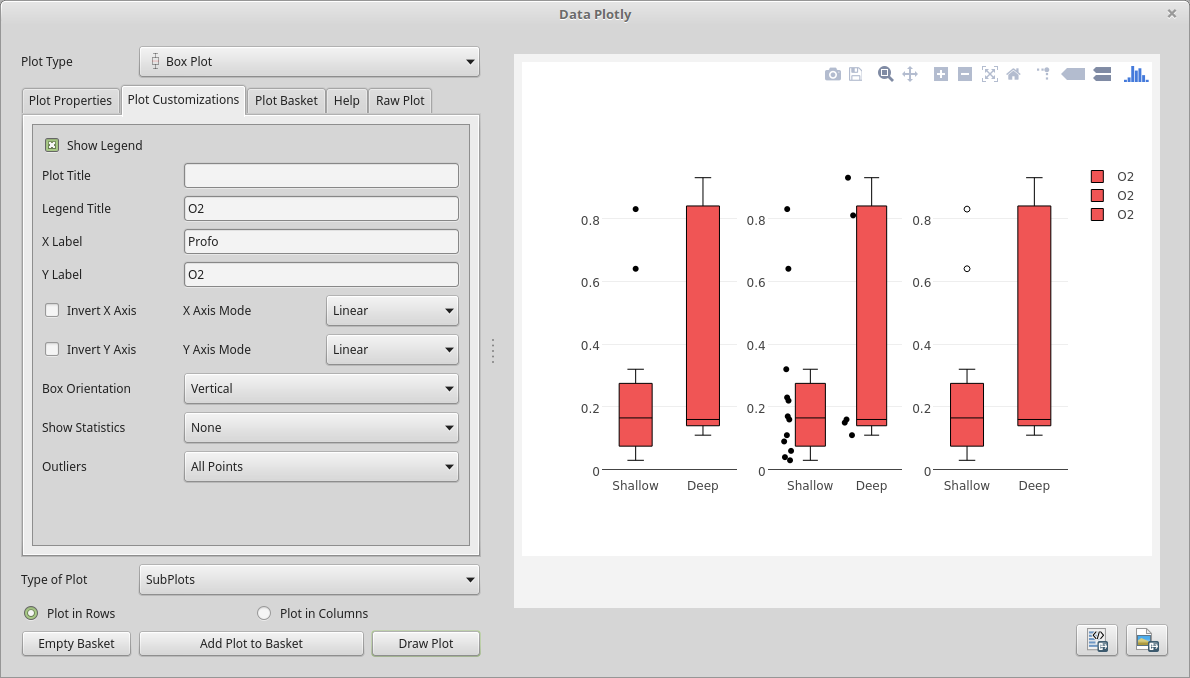 Data Plotly
Plot Type
Box Plot
Plot Properties
Plot Customizations
Plot Basket
Help
Raw Plot
Show Legend
Plot Title
Legend Title
O2
X Label
Profo
Y Label
O2
Invert X Axis
X Axis Mode
Linear
Invert Y Axis
Y Axis Mode
Linear
Box Orientation
Vertical
Show Statistics
None
Outliers
All Points
Type of Plot
SubPlots
Plot in Rows
Plot in Columns
Empty Basket
Add Plot to Basket
Draw Plot
0.8
0.6
0.4
0.2
0
Shallow
Deep
0.8
0.6
0.4
0.2
0
Shallow
Deep
0.8
0.6
0.4
0.2
0
Shallow
Deep
O2
O2
O2